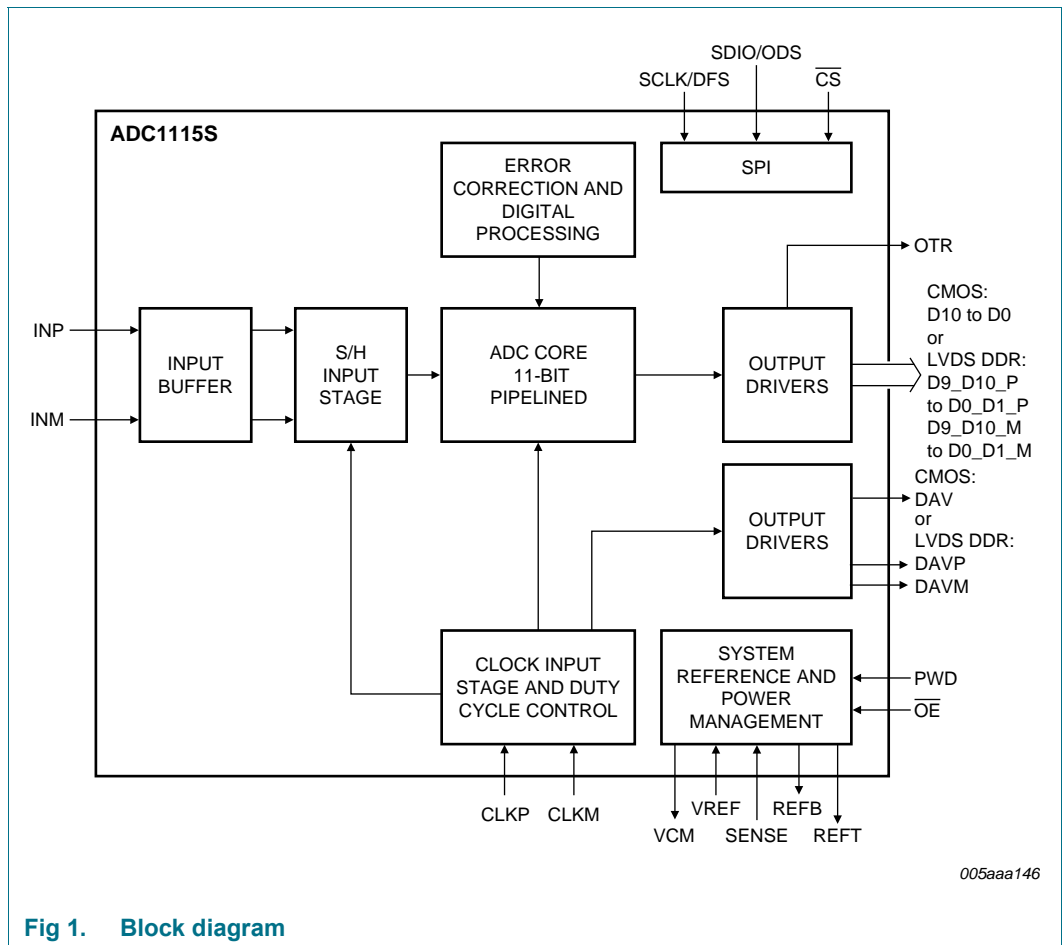 SDIO/ODS
SCLK/DFS
C̅S̅
ADC1115S
ERROR
CORRECTION AND
DIGITAL
PROCESSING
SPI
OTR
INP
INM
INPUT
BUFFER
S/H
INPUT
STAGE
ADC CORE
11-BIT
PIPELINED
OUTPUT
DRIVERS
CMOS:
D10 to D0
or
LVDS DDR:
D9_D10_P
to D0_D1_P
D9_D10_M
to D0_D1_M
OUTPUT
DRIVERS
CMOS:
DAV
or
LVDS DDR:
DAVP
DAVM
CLOCK INPUT
STAGE AND DUTY
CYCLE CONTROL
SYSTEM
REFERENCE AND
POWER
MANAGEMENT
PWD
O̅E̅
CLKP
CLKM
VCM
VREF
SENSE
REFB
REFT
005aaa146
Fig 1. Block diagram